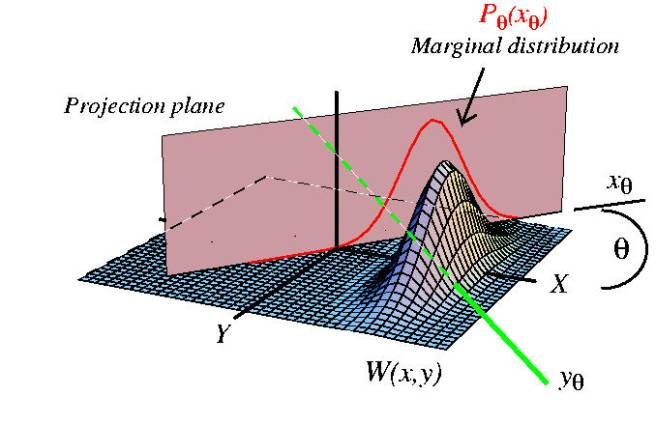 Pθ(xθ)
Marginal distribution
Projection plane
xθ
θ
X
Y
W(x,y)
yθ